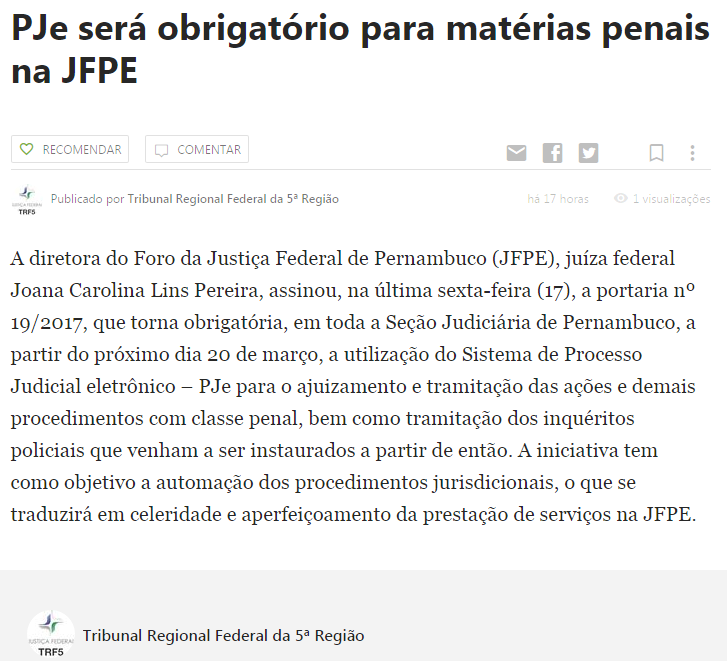 PJe será obrigatório para matérias penais
na JFPE
RECOMENDAR
COMENTAR
JUSTIÇA FEDERAL
TRF5
Publicado por Tribunal Regional Federal da 5ª Região
há 17 horas
1 visualizações
A diretora do Foro da Justiça Federal de Pernambuco (JFPE), juíza federal
Joana Carolina Lins Pereira, assinou, na última sexta-feira (17), a portaria nº
19/2017, que torna obrigatória, em toda a Seção Judiciária de Pernambuco, a
partir do próximo dia 20 de março, a utilização do Sistema de Processo
Judicial eletrônico – PJe para o ajuizamento e tramitação das ações e demais
procedimentos com classe penal, bem como tramitação dos inquéritos
policiais que venham a ser instaurados a partir de então. A iniciativa tem
como objetivo a automação dos procedimentos jurisdicionais, o que se
traduzirá em celeridade e aperfeiçoamento da prestação de serviços na JFPE.
JUSTIÇA FEDERAL
TRF5
Tribunal Regional Federal da 5ª Região